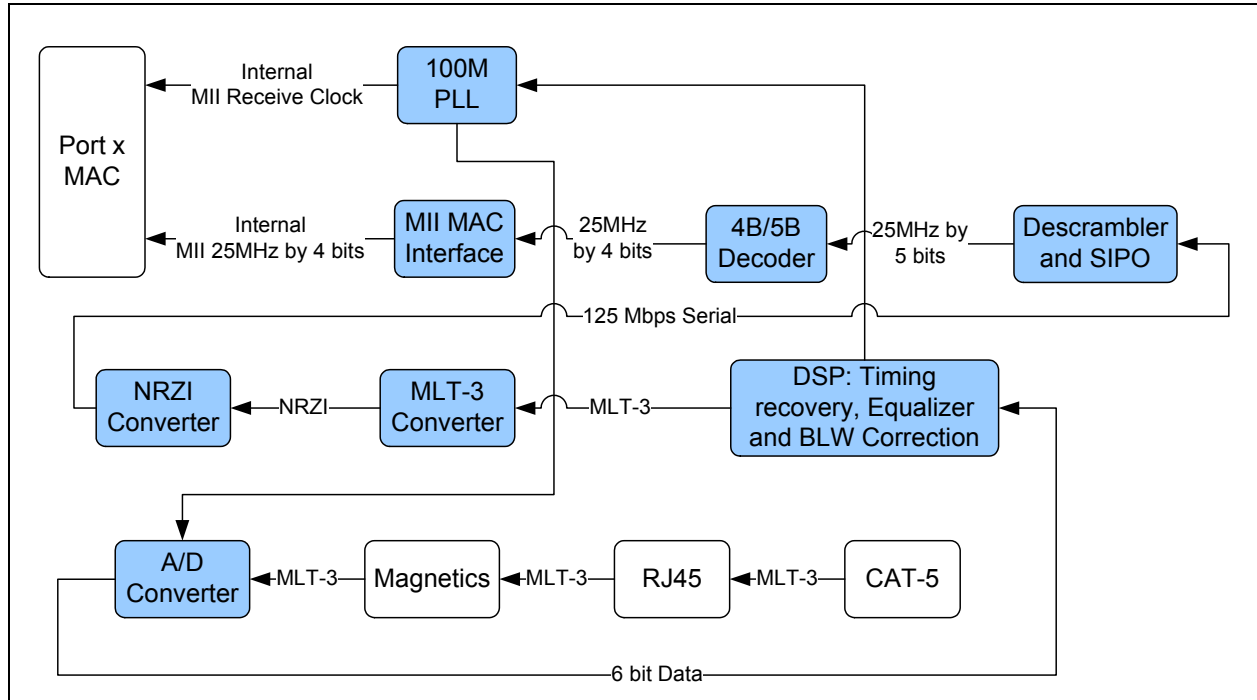 Internal
MII Receive Clock
100M
PLL
Port x
MAC
Internal
MII 25MHz by 4 bits
MII MAC
Interface
25MHz
by 4 bits
4B/5B
Decoder
25MHz by
5 bits
Descrambler
and SIPO
125 Mbps Serial
NRZI
Converter
NRZI
MLT-3
Converter
MLT-3
DSP: Timing
recovery, Equalizer
and BLW Correction
A/D
Converter
MLT-3
Magnetics
MLT-3
RJ45
MLT-3
CAT-5
6 bit Data